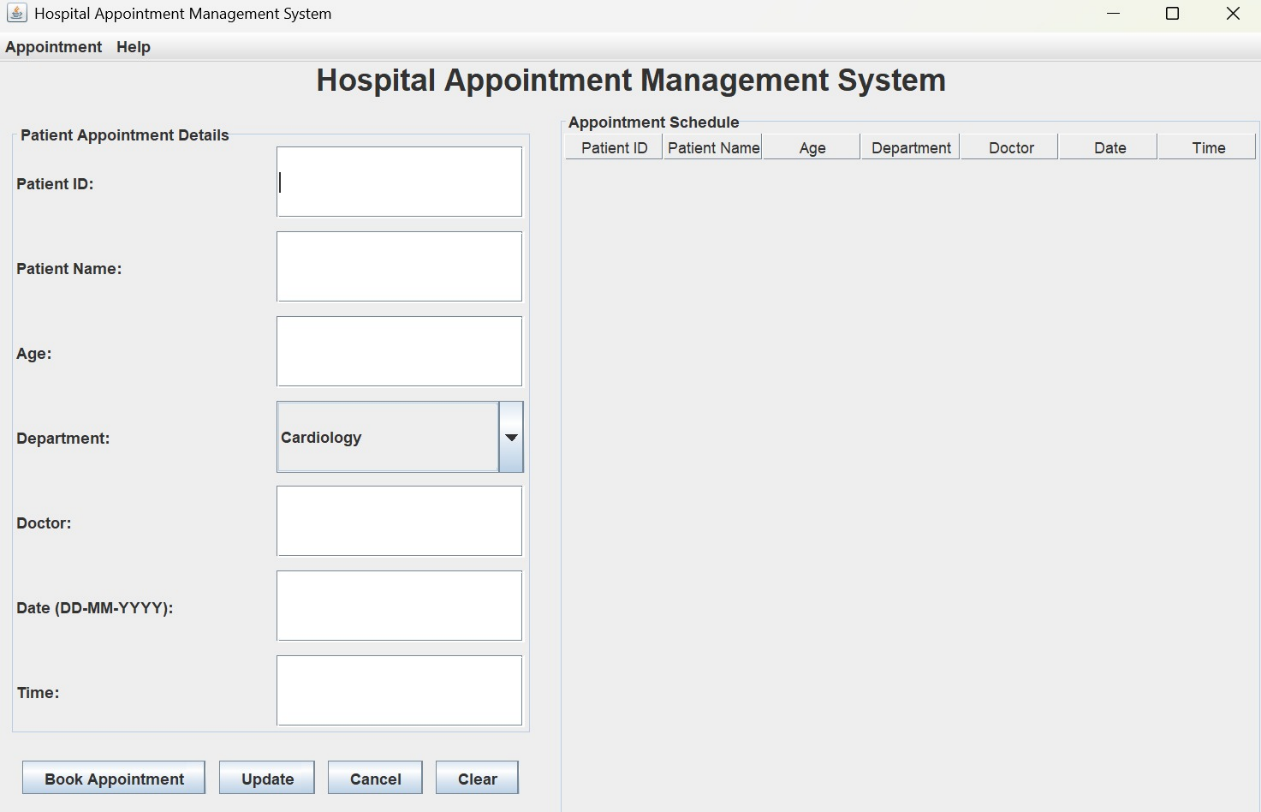 Hospital Appointment Management System
Appointment Help
Hospital Appointment Management System
Patient Appointment Details
Patient ID:
Patient Name:
Age:
Department:
Cardiology
Doctor:
Date (DD-MM-YYYY):
Time:
Book Appointment Update Cancel Clear
Appointment Schedule
Patient ID Patient Name Age Department Doctor Date Time